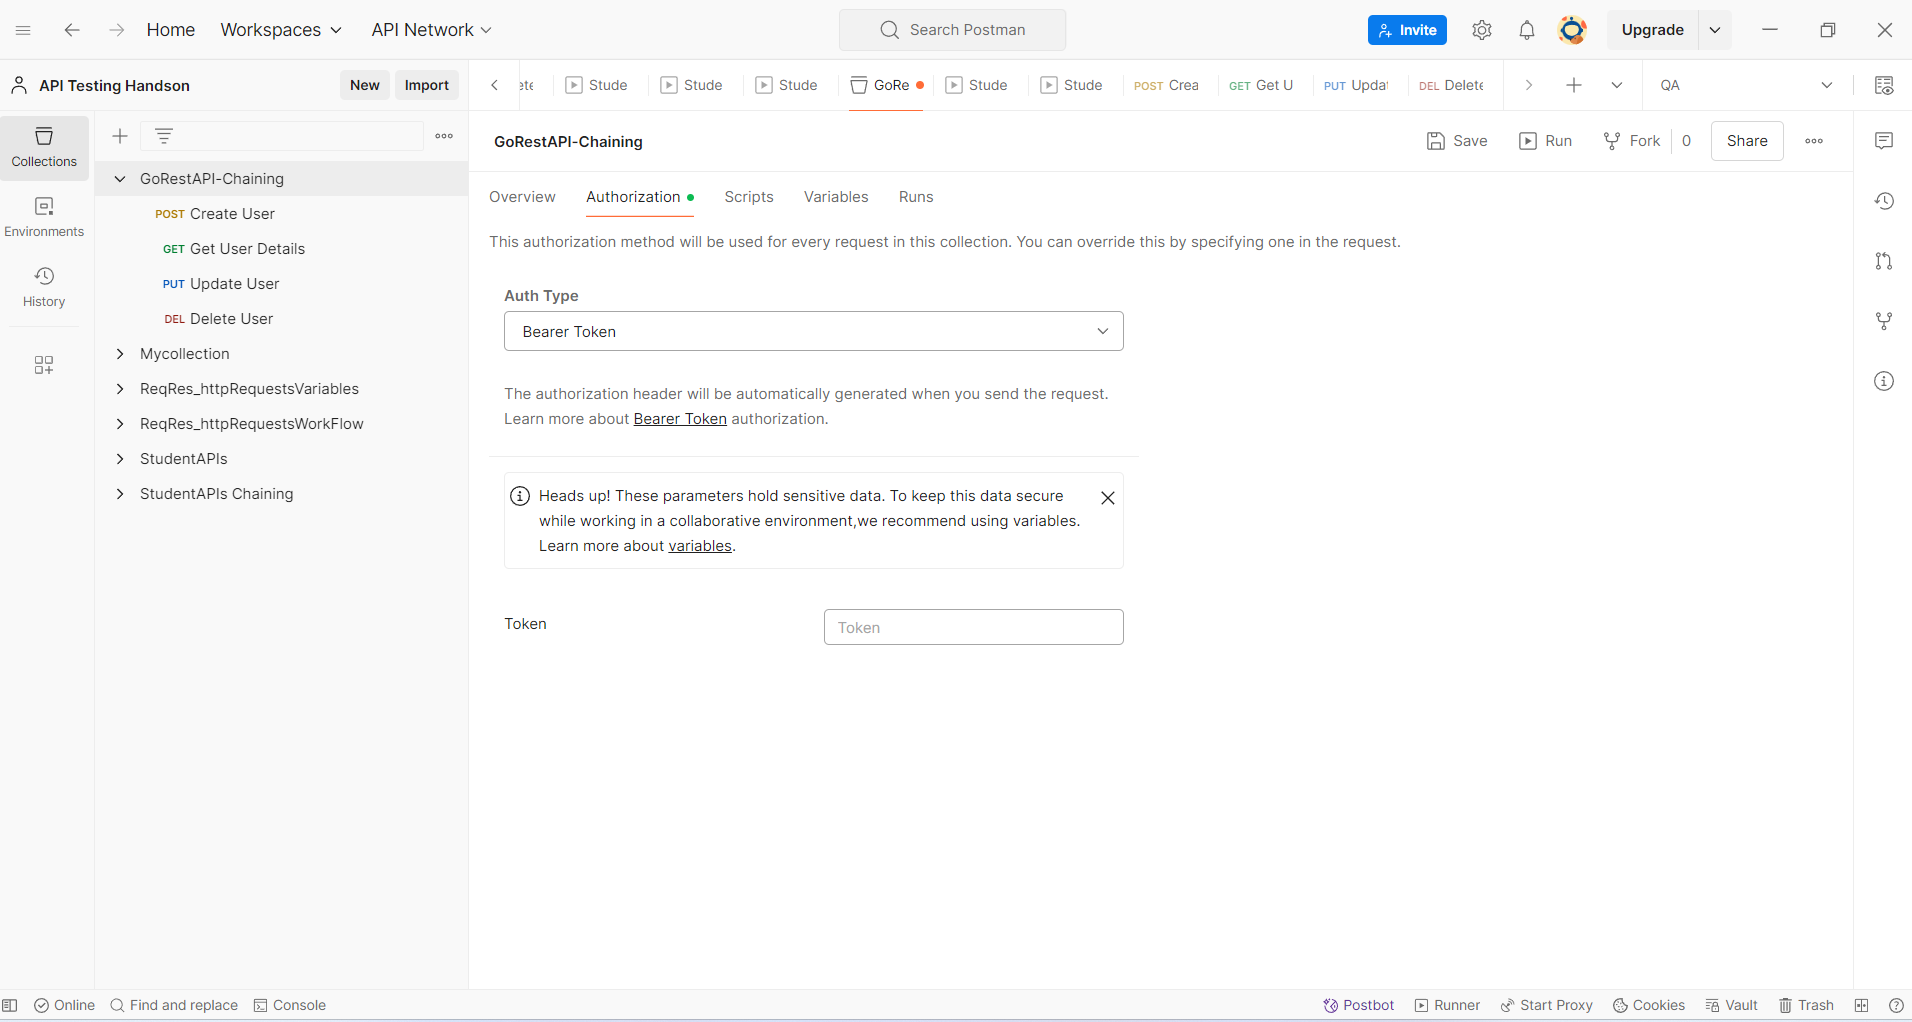 Home
Workspaces
API Network
Search Postman
Invite
Upgrade
API Testing Handson
New
Import
Stude
Stude
Stude
GoRe
Stude
Stude
POST Crea
GET Get U
PUT Upda
DEL Delete
QA
Collections
Environments
History
GoRestAPI-Chaining
POST Create User
GET Get User Details
PUT Update User
DEL Delete User
Mycollection
ReqRes_httpRequestsVariables
ReqRes_httpRequestsWorkFlow
StudentAPIs
StudentAPIs Chaining
GoRestAPI-Chaining
Save
Run
Fork
0
Share
Overview
Authorization
Scripts
Variables
Runs
This authorization method will be used for every request in this collection. You can override this by specifying one in the request.
Auth Type
Bearer Token
The authorization header will be automatically generated when you send the request.
Learn more about Bearer Token authorization.
Heads up! These parameters hold sensitive data. To keep this data secure
while working in a collaborative environment,we recommend using variables.
Learn more about variables.
Token
Token
Online
Find and replace
Console
Postbot
Runner
Start Proxy
Cookies
Vault
Trash